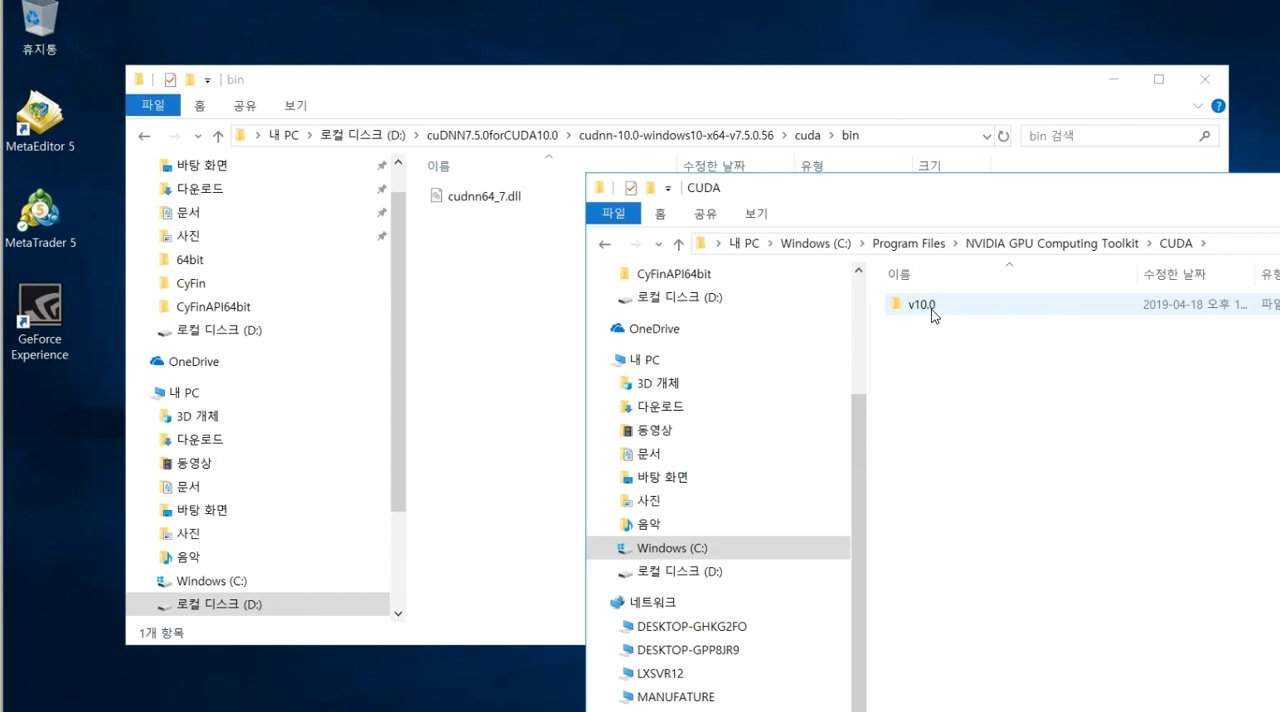 휴지통
MetaEditor 5
MetaTrader 5
GeForce
Experience
bin
파일 홈 공유 보기
내 PC > 로컬 디스크 (D:) > cuDNN7.5.0forCUDA10.0 > cudnn-10.0-windows10-x64-v7.5.0.56 > cuda > bin
bin 검색
바탕 화면
다운로드
문서
사진
64bit
CyFin
CyFinAPI64bit
로컬 디스크 (D:)
OneDrive
내 PC
3D 개체
다운로드
동영상
문서
바탕 화면
사진
음악
Windows (C:)
로컬 디스크 (D:)
이름 수정한 날짜 유형 크기
cudnn64_7.dll
1개 항목
CUDA
파일 홈 공유 보기
내 PC > Windows (C:) > Program Files > NVIDIA GPU Computing Toolkit > CUDA >
CyFinAPI64bit
로컬 디스크 (D:)
OneDrive
내 PC
3D 개체
다운로드
동영상
문서
바탕 화면
사진
음악
Windows (C:)
로컬 디스크 (D:)
네트워크
DESKTOP-GHKG2FO
DESKTOP-GPP8JR9
LXSVR12
MANUFATURE
이름 수정한 날짜
v10.0 2019-04-18 오후 1...